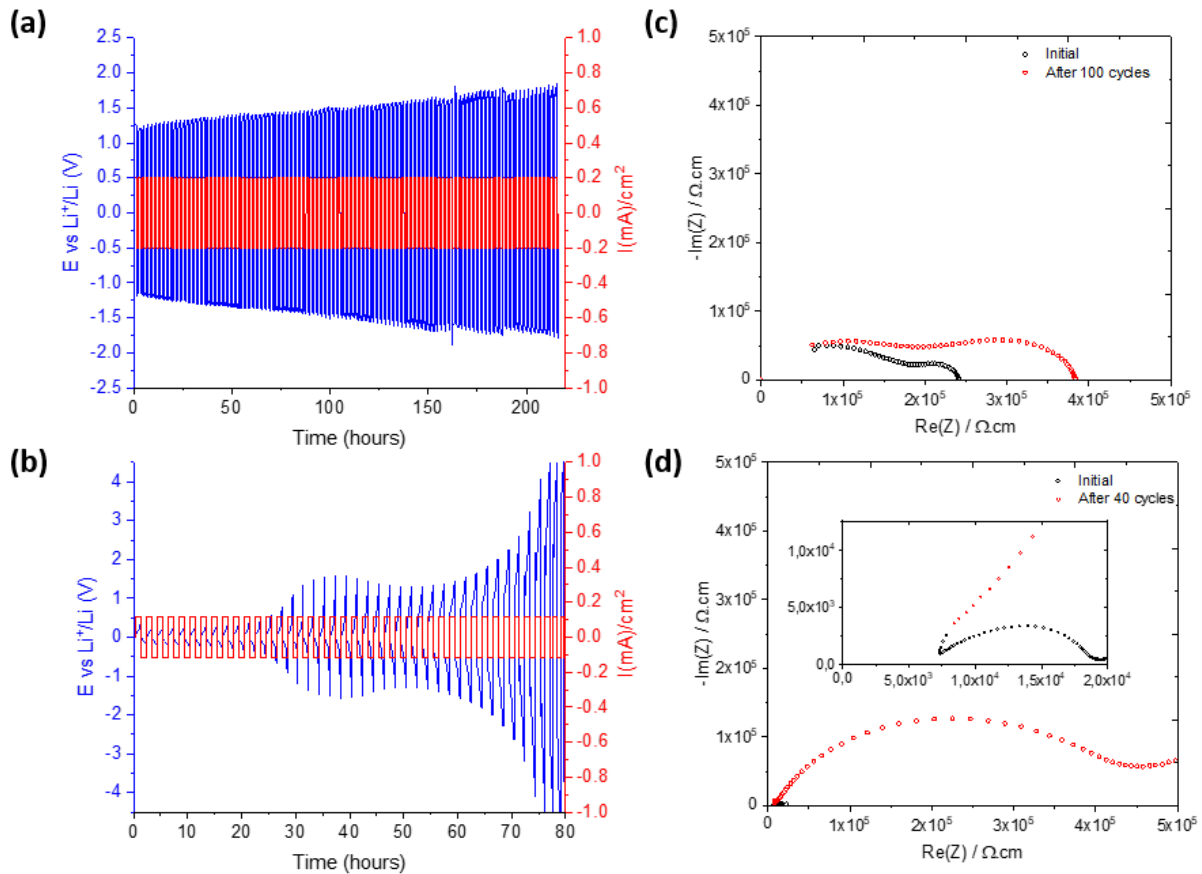 (a)
2.5
2.0
1.5
1.0
0.5
0.0
-0.5
-1.0
-1.5
-2.0
-2.5
E vs Li⁺/Li (V)
1.0
0.8
0.6
0.4
0.2
0.0
-0.2
-0.4
-0.6
-0.8
-1.0
I(mA)/cm²
0 50 100 150 200
Time (hours)
(c)
5x10⁵
4x10⁵
3x10⁵
2x10⁵
1x10⁵
0
-Im(Z) / Ω.cm
Initial
After 100 cycles
0 1x10⁵ 2x10⁵ 3x10⁵ 4x10⁵ 5x10⁵
Re(Z) / Ω.cm
(b)
4
3
2
1
0
-1
-2
-3
-4
E vs Li⁺/Li (V)
1.0
0.8
0.6
0.4
0.2
0.0
-0.2
-0.4
-0.6
-0.8
-1.0
I(mA)/cm²
0 10 20 30 40 50 60 70 80
Time (hours)
(d)
5x10⁵
4x10⁵
3x10⁵
2x10⁵
1x10⁵
0
-Im(Z) / Ω.cm
Initial
After 40 cycles
1,0x10⁴
5,0x10³
0,0
0,0 5,0x10³ 1,0x10⁴ 1,5x10⁴ 2,0x10⁴
0 1x10⁵ 2x10⁵ 3x10⁵ 4x10⁵ 5x10⁵
Re(Z) / Ω.cm